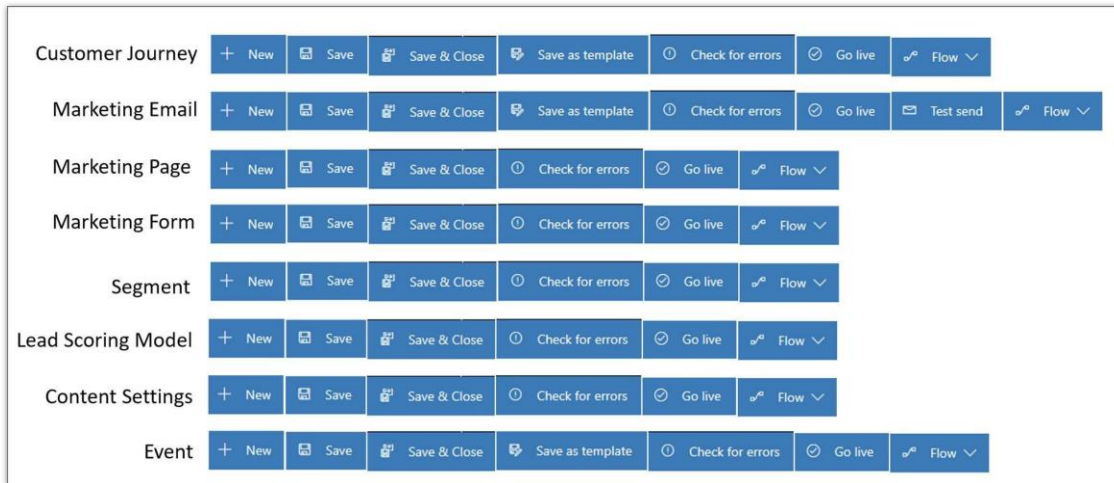 Customer Journey New Save Save & Close Save as template Check for errors Go live Flow
Marketing Email New Save Save & Close Save as template Check for errors Go live Test send Flow
Marketing Page New Save Save & Close Check for errors Go live Flow
Marketing Form New Save Save & Close Check for errors Go live Flow
Segment New Save Save & Close Check for errors Go live Flow
Lead Scoring Model New Save Save & Close Check for errors Go live Flow
Content Settings New Save Save & Close Check for errors Go live Flow
Event New Save Save & Close Save as template Check for errors Go live Flow